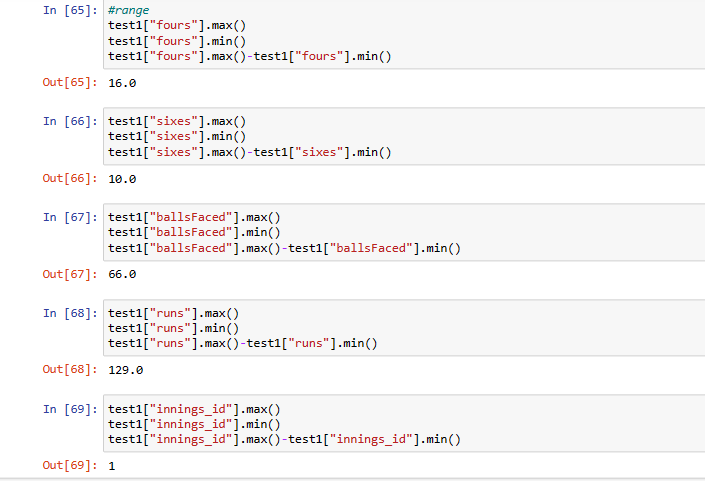 In [65]: #range
test1["fours"].max()
test1["fours"].min()
test1["fours"].max()-test1["fours"].min()
Out[65]: 16.0
In [66]: test1["sixes"].max()
test1["sixes"].min()
test1["sixes"].max()-test1["sixes"].min()
Out[66]: 10.0
In [67]: test1["ballsFaced"].max()
test1["ballsFaced"].min()
test1["ballsFaced"].max()-test1["ballsFaced"].min()
Out[67]: 66.0
In [68]: test1["runs"].max()
test1["runs"].min()
test1["runs"].max()-test1["runs"].min()
Out[68]: 129.0
In [69]: test1["innings_id"].max()
test1["innings_id"].min()
test1["innings_id"].max()-test1["innings_id"].min()
Out[69]: 1